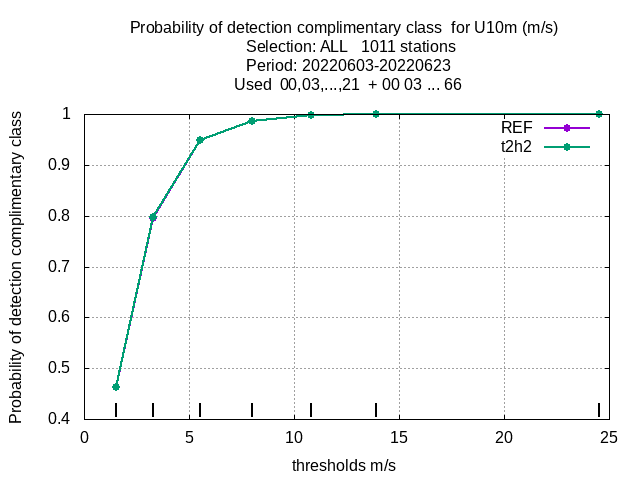 Probability of detection complimentary class  for U10m (m/s)
Selection: ALL   1011 stations
Period: 20220603-20220623
Used  00,03,...,21  + 00 03 ... 66
Probability of detection complimentary class
1
0.9
0.8
0.7
0.6
0.5
0.4
REF
t2h2
0 5 10 15 20 25
thresholds m/s